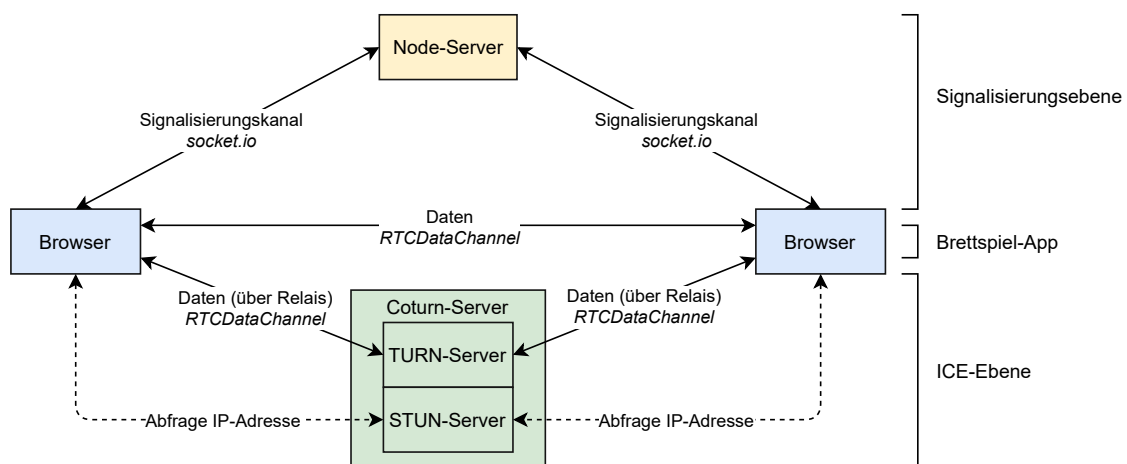 Node-Server
Signalisierungsebene
Signalisierungskanal
socket.io
Signalisierungskanal
socket.io
Browser
Daten
RTCDataChannel
Browser
Brettspiel-App
Daten (über Relais)
RTCDataChannel
Daten (über Relais)
RTCDataChannel
Coturn-Server
TURN-Server
ICE-Ebene
Abfrage IP-Adresse
STUN-Server
Abfrage IP-Adresse